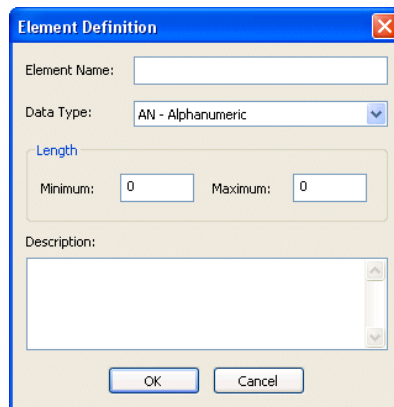 Element Definition
Element Name:
Data Type: AN - Alphanumeric
Length
Minimum: 0 Maximum: 0
Description:
OK Cancel